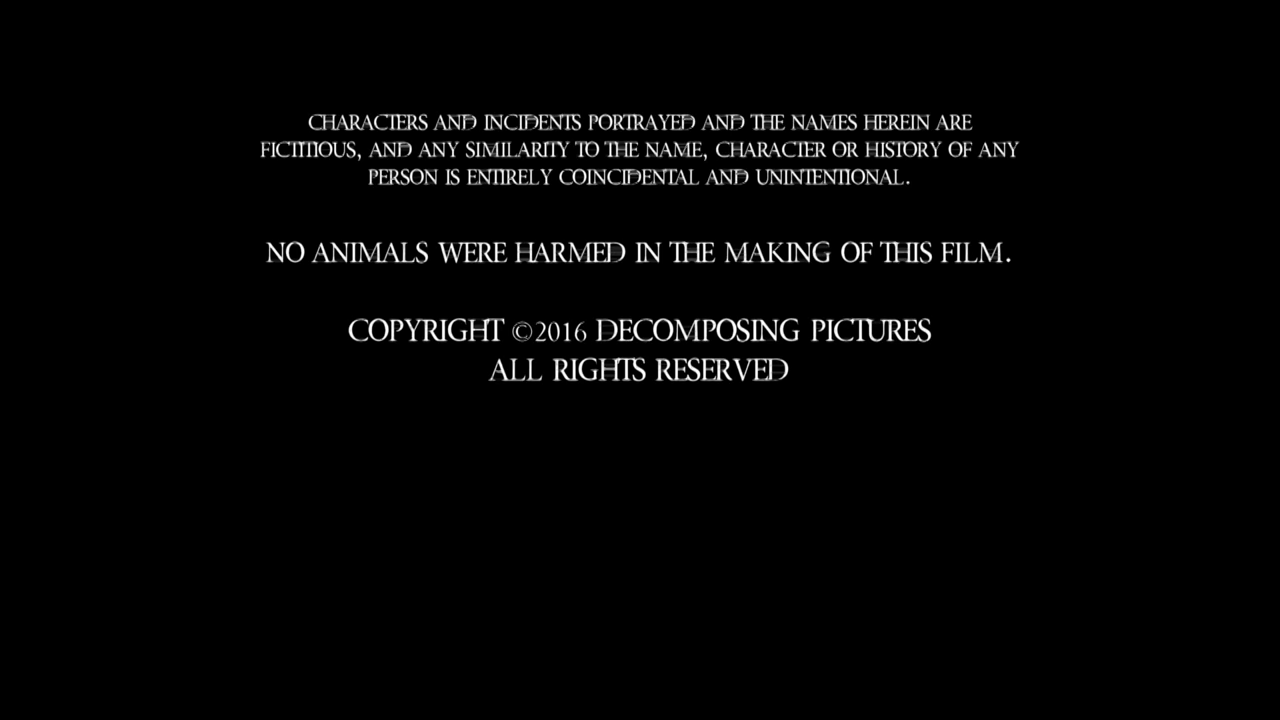 CHARACTERS AND INCIDENTS PORTRAYED AND THE NAMES HEREIN ARE
FICTITIOUS, AND ANY SIMILARITY TO THE NAME, CHARACTER OR HISTORY OF ANY
PERSON IS ENTIRELY COINCIDENTAL AND UNINTENTIONAL.
NO ANIMALS WERE HARMED IN THE MAKING OF THIS FILM.
COPYRIGHT ©2016 DECOMPOSING PICTURES
ALL RIGHTS RESERVED